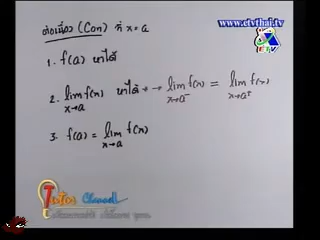 www.etvthai.tv
ต่อเนื่อง (Con) ที่ x = a
ETV
1. f(a) หาได้
2. lim f(x) หาได้ → lim f(x) = lim f(x)
x→a x→a⁻ x→a⁺
3. f(a) = lim f(x)
x→a
Tutor Channel